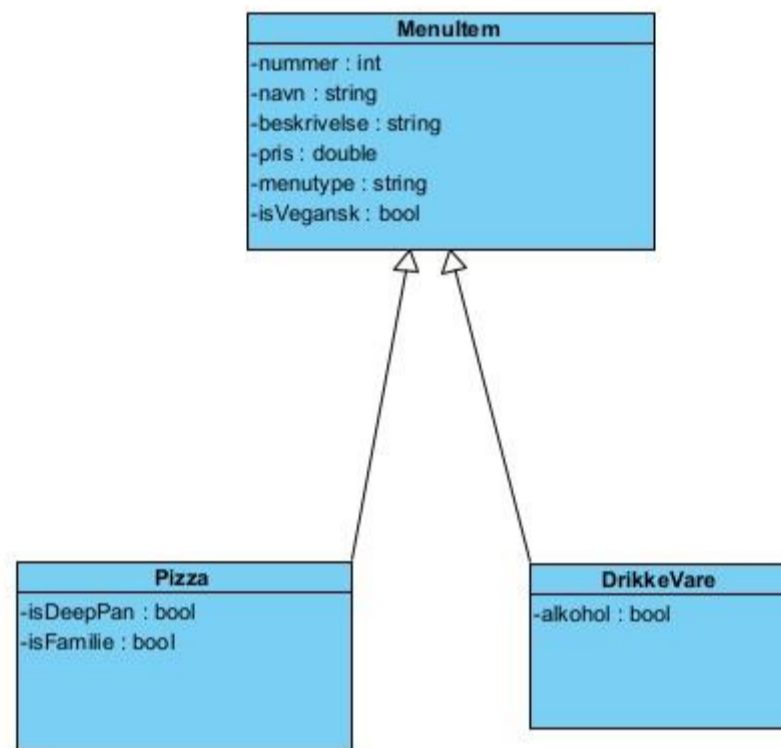 MenuItem
-nummer : int
-navn : string
-beskrivelse : string
-pris : double
-menutype : string
-isVegansk : bool
Pizza
-isDeepPan : bool
-isFamilie : bool
DrikkeVare
-alkohol : bool